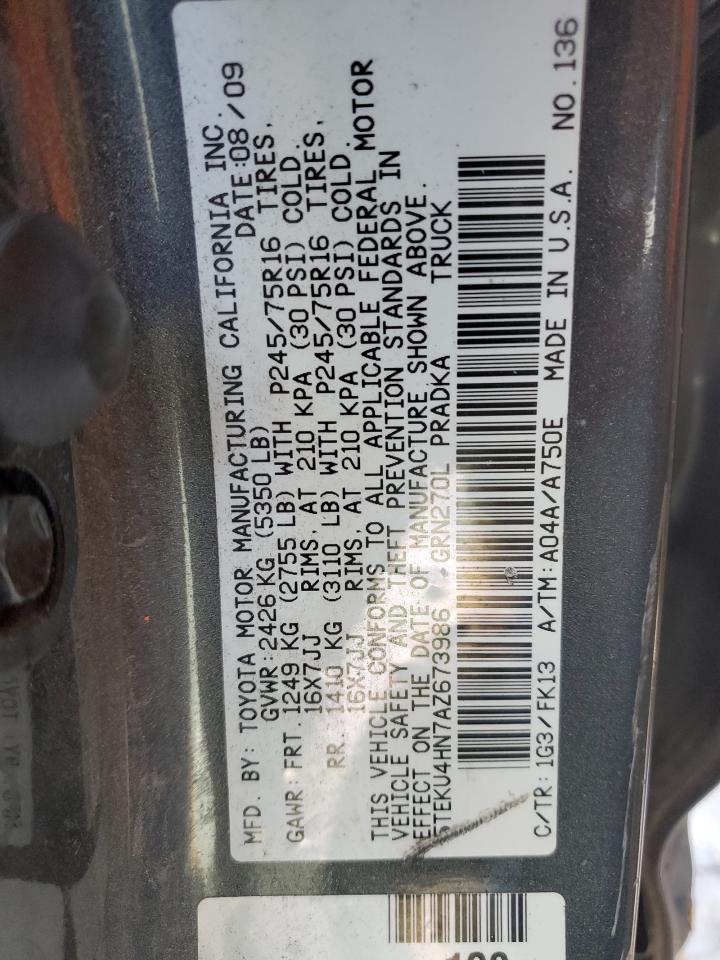 MFD. BY: TOYOTA MOTOR MANUFACTURING CALIFORNIA INC.
GVWR: 2426 KG (5350 LB) DATE: 08/09
GAWR: FRT. 1249 KG (2755 LB) WITH P245/75R16 TIRES,
16X7JJ RIMS, AT 210 KPA (30 PSI) COLD
RR. 1410 KG (3110 LB) WITH P245/75R16 TIRES,
16X7JJ RIMS, AT 210 KPA (30 PSI) COLD.
THIS VEHICLE CONFORMS TO ALL APPLICABLE FEDERAL MOTOR
VEHICLE SAFETY AND THEFT PREVENTION STANDARDS IN
EFFECT ON THE DATE OF MANUFACTURE SHOWN ABOVE.
5TEKU4HN7AZ673986 GRN270L PRADKA TRUCK
C/TR: 1G3/FK13 A/TM: A04A/A750E MADE IN U.S.A. NO. 136